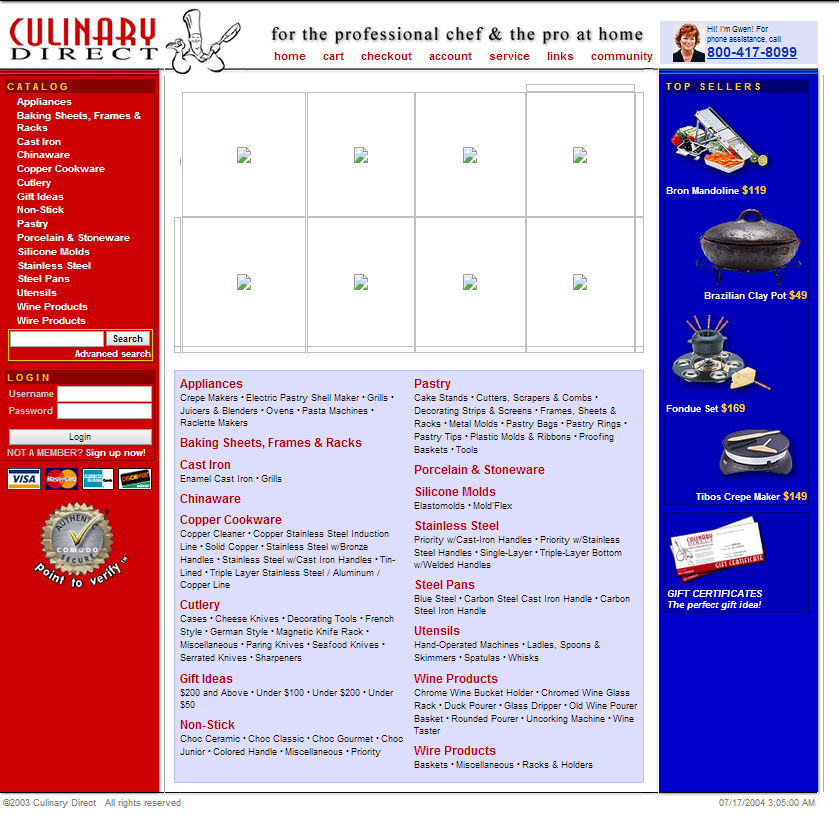 CULINARY
DIRECT
for the professional chef & the pro at home
home cart checkout account service links community
Hi! I'm Gwen! For
phone assistance, call
800-417-8099
CATALOG
Appliances
Baking Sheets, Frames &
Racks
Cast Iron
Chinaware
Copper Cookware
Cutlery
Gift Ideas
Non-Stick
Pastry
Porcelain & Stoneware
Silicone Molds
Stainless Steel
Steel Pans
Utensils
Wine Products
Wire Products
Search
Advanced search
LOGIN
Username
Password
Login
NOT A MEMBER? Sign up now!
VISA MasterCard DISCOVER
AUTHENTIC
COMODO
SECURE
point to verify
TM
Appliances
Crepe Makers • Electric Pastry Shell Maker • Grills •
Juicers & Blenders • Ovens • Pasta Machines •
Raclette Makers
Baking Sheets, Frames & Racks
Cast Iron
Enamel Cast Iron • Grills
Chinaware
Copper Cookware
Copper Cleaner • Copper Stainless Steel Induction
Line • Solid Copper • Stainless Steel w/Bronze
Handles • Stainless Steel w/Cast Iron Handles • Tin-
Lined • Triple Layer Stainless Steel / Aluminum /
Copper Line
Cutlery
Cases • Cheese Knives • Decorating Tools • French
Style • German Style • Magnetic Knife Rack •
Miscellaneous • Paring Knives • Seafood Knives •
Serrated Knives • Sharpeners
Gift Ideas
$200 and Above • Under $100 • Under $200 • Under
$50
Non-Stick
Choc Ceramic • Choc Classic • Choc Gourmet • Choc
Junior • Colored Handle • Miscellaneous • Priority
Pastry
Cake Stands • Cutters, Scrapers & Combs •
Decorating Strips & Screens • Frames, Sheets &
Racks • Metal Molds • Pastry Bags • Pastry Rings •
Pastry Tips • Plastic Molds & Ribbons • Proofing
Baskets • Tools
Porcelain & Stoneware
Silicone Molds
Elastomolds • Mold'Flex
Stainless Steel
Priority w/Cast-Iron Handles • Priority w/Stainless
Steel Handles • Single-Layer • Triple-Layer Bottom
w/Welded Handles
Steel Pans
Blue Steel • Carbon Steel Cast Iron Handle • Carbon
Steel Iron Handle
Utensils
Hand-Operated Machines • Ladles, Spoons &
Skimmers • Spatulas • Whisks
Wine Products
Chrome Wine Bucket Holder • Chromed Wine Glass
Rack • Duck Pourer • Glass Dripper • Old Wine Pourer
Basket • Rounded Pourer • Uncorking Machine • Wine
Taster
Wire Products
Baskets • Miscellaneous • Racks & Holders
TOP SELLERS
Bron Mandoline $119
Brazilian Clay Pot $49
Fondue Set $169
Tibos Crepe Maker $149
CULINARY
DIRECT
GIFT CERTIFICATE
GIFT CERTIFICATES
The perfect gift idea!
©2003 Culinary Direct All rights reserved
07/17/2004 3:05:00 AM